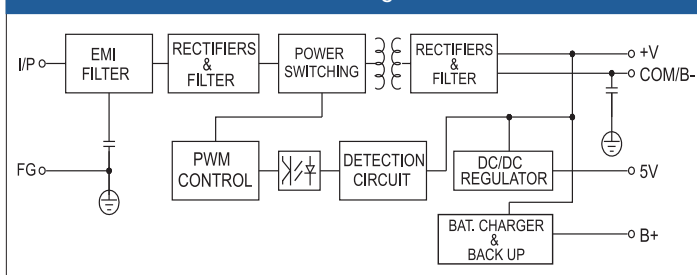 I/P
EMI
FILTER
RECTIFIERS
&
FILTER
POWER
SWITCHING
RECTIFIERS
&
FILTER
+V
COM/B-
FG
PWM
CONTROL
DETECTION
CIRCUIT
DC/DC
REGULATOR
5V
BAT. CHARGER
&
BACK UP
B+